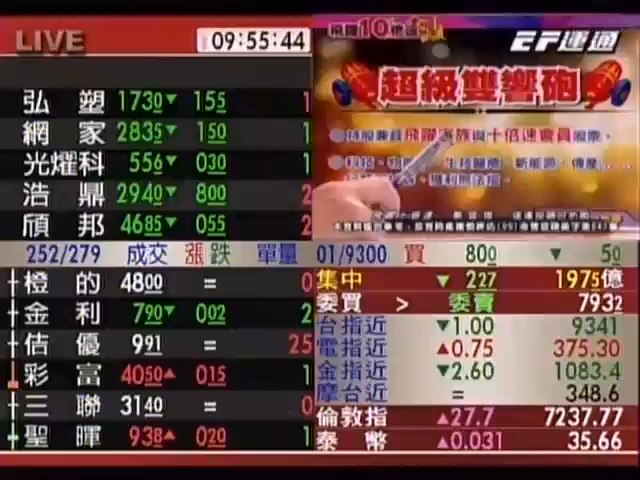 LIVE
09:55:44
EF運通
超級雙響砲
弘塑 1730▼ 155 1
網家 2835▼ 150 1
光燿科 556▼ 030 1
浩鼎 2940▼ 800 2
頎邦 4685▼ 055 2
252/279 成交 漲跌 單量
橙的 4800 = 0
金利 790▼ 002 2
佶優 991 = 25
彩富 4050▲ 015 1
三聯 3140 = 0
聖暉 938▲ 020 1
01/9300 買 800 ▼ 50
集中 ▼ 227 1975億
委買 > 委賣 7932
台指近 ▼1.00 9341
電指近 ▲0.75 375.30
金指近 ▼2.60 1083.4
摩台近 = 348.6
倫敦指 ▲27.7 7237.77
泰幣 ▲0.031 35.66